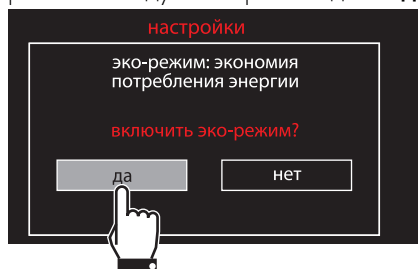 настройки
эко-режим: экономия
потребления энергии
включить эко-режим?
да
нет